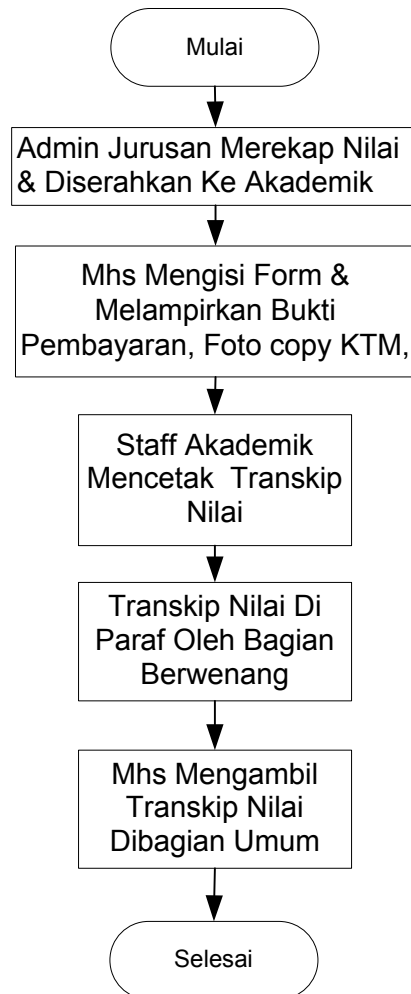 Mulai
Admin Jurusan Merekap Nilai
& Diserahkan Ke Akademik
Mhs Mengisi Form &
Melampirkan Bukti
Pembayaran, Foto copy KTM,
Staff Akademik
Mencetak Transkip
Nilai
Transkip Nilai Di
Paraf Oleh Bagian
Berwenang
Mhs Mengambil
Transkip Nilai
Dibagian Umum
Selesai